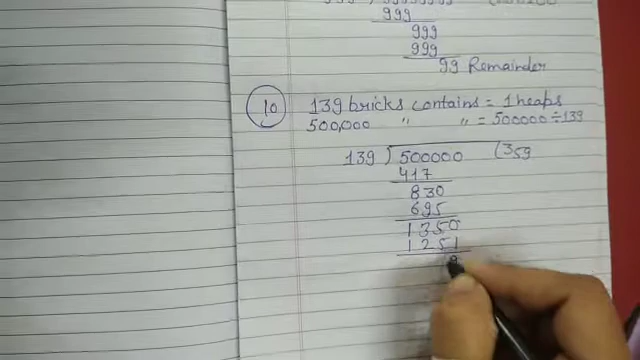 999
999
999
99 Remainder
10 139 bricks contains = 1 heaps
500,000 " " = 500000 ÷ 139
139 ) 500000 (359
417
830
695
1350
1251